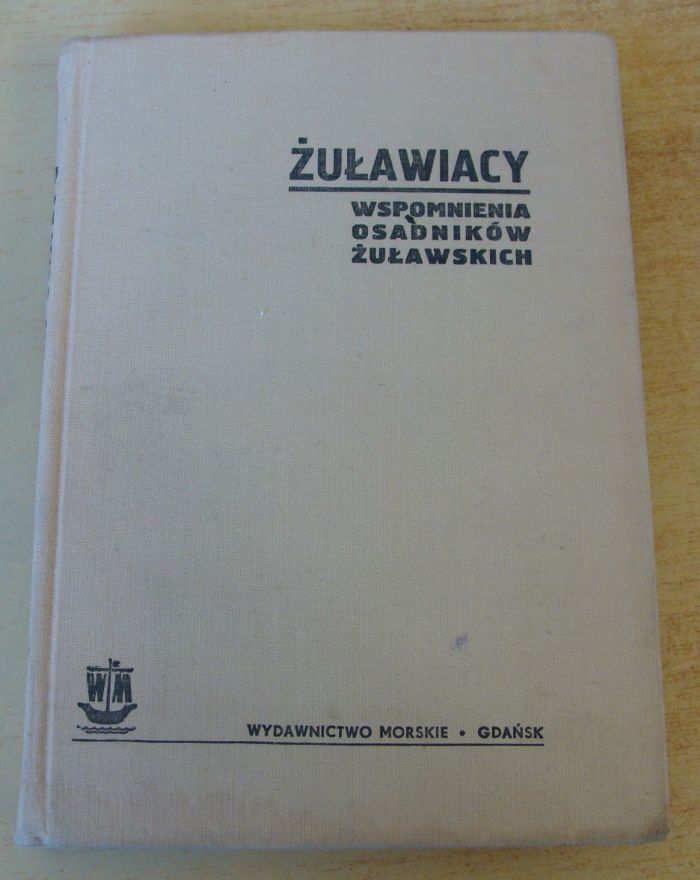 ŻUŁAWIACY
WSPOMNIENIA
OSADNIKÓW
ŻUŁAWSKICH
WM
WYDAWNICTWO MORSKIE • GDAŃSK